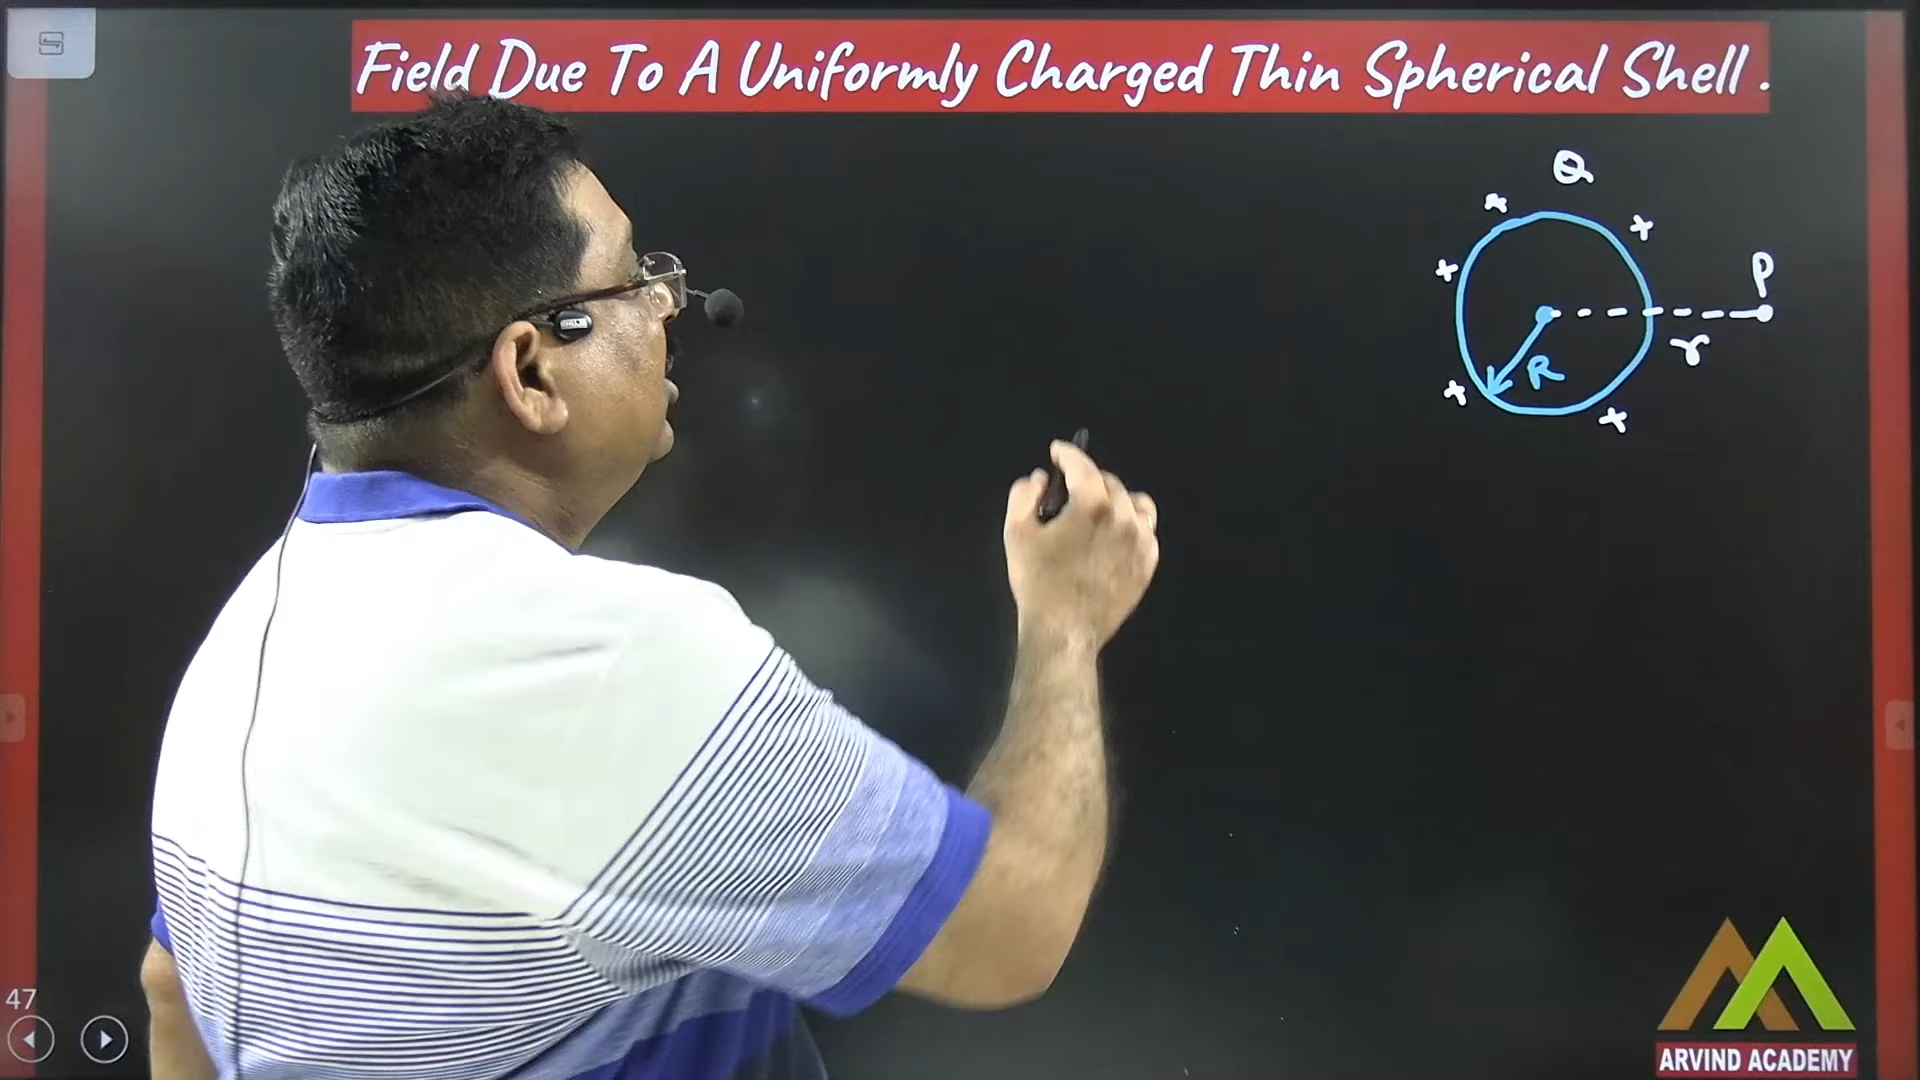 Field Due To A Uniformly Charged Thin Spherical Shell .
Q
P
r
R
47
ARVIND ACADEMY